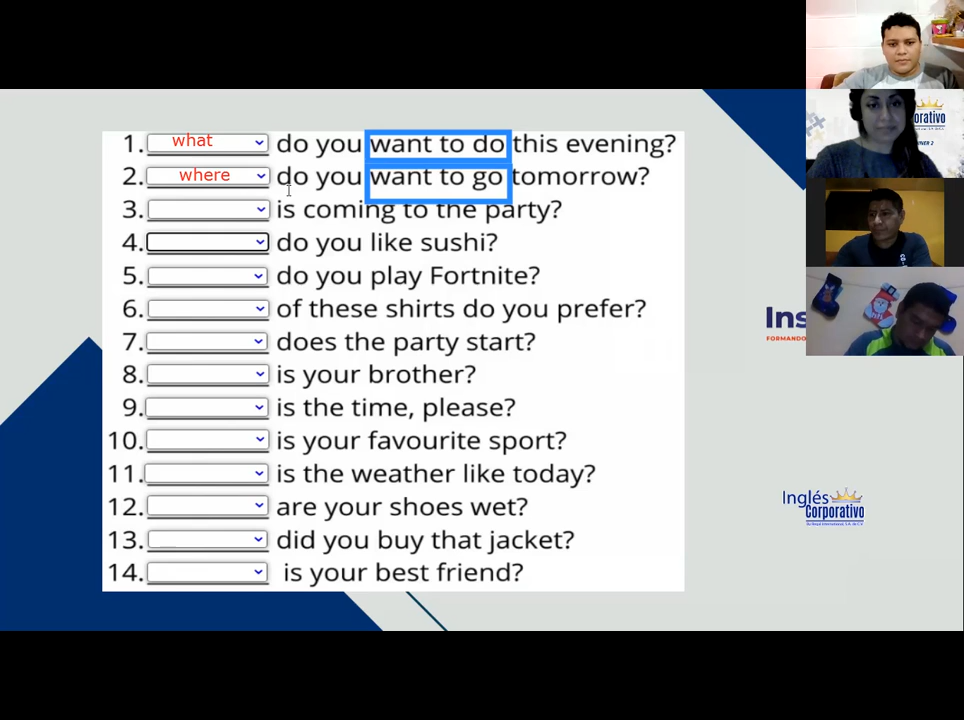 1. what do you want to do this evening?
2. where do you want to go tomorrow?
3. is coming to the party?
4. do you like sushi?
5. do you play Fortnite?
6. of these shirts do you prefer?
7. does the party start?
8. is your brother?
9. is the time, please?
10. is your favourite sport?
11. is the weather like today?
12. are your shoes wet?
13. did you buy that jacket?
14. is your best friend?
orativo
Ins
FORMANDO
Inglés
Corporativo